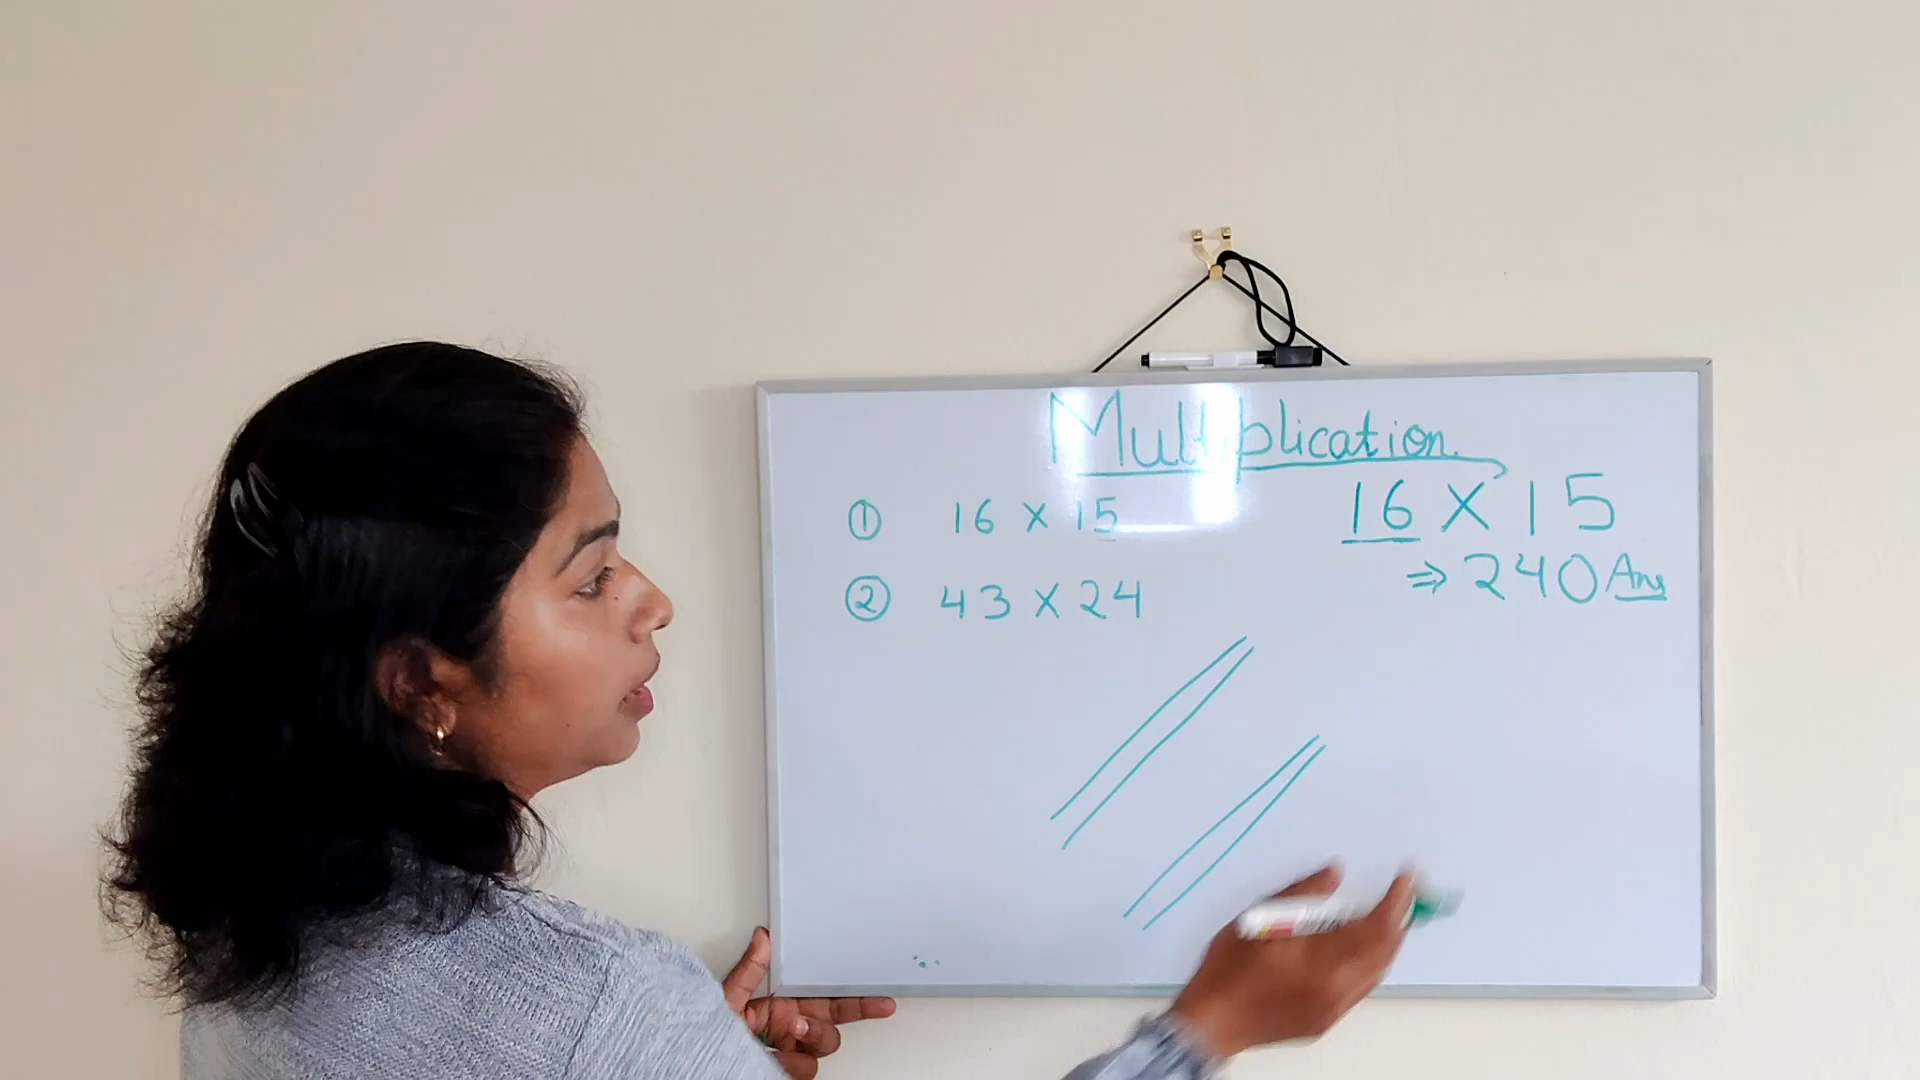 Multiplication.
① 16 x 15
② 43 x 24
16 x 15
⇒ 240 Ans